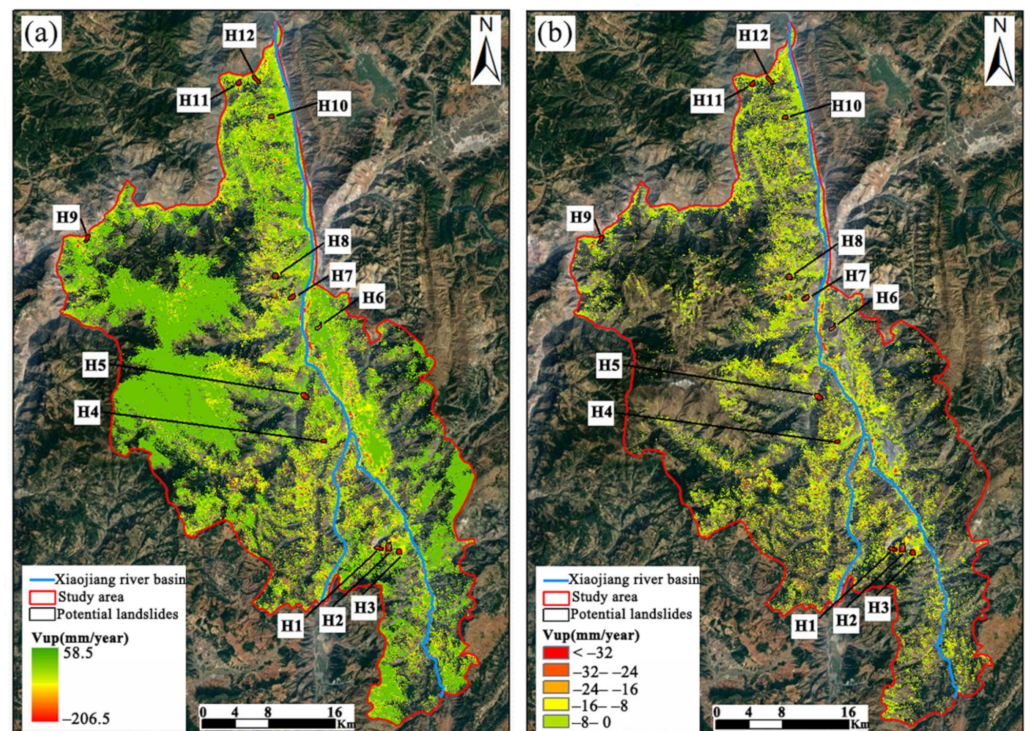 (a)
N
H12
H11
H10
H9
H8
H7
H6
H5
H4
H3
H2
H1
Xiaojiang river basin
Study area
Potential landslides
Vup(mm/year)
58.5
–206.5
0 4 8 16
Km
(b)
N
H12
H11
H10
H9
H8
H7
H6
H5
H4
H3
H2
H1
Xiaojiang river basin
Study area
Potential landslides
Vup(mm/year)
< –32
–32– –24
–24– –16
–16– –8
–8– 0
0 4 8 16
Km